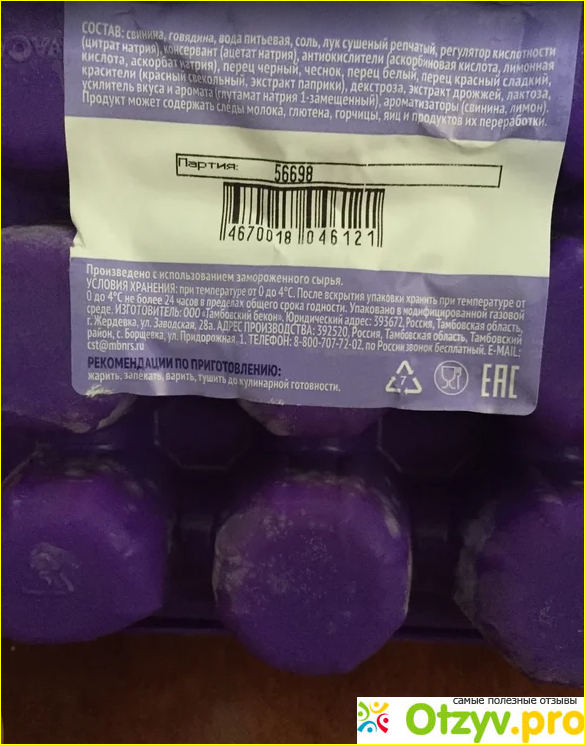 СОСТАВ: свинина, говядина, вода питьевая, соль, лук сушеный репчатый, регулятор кислотности
(цитрат натрия), консервант (ацетат натрия), антиокислители (аскорбиновая кислота, лимонная
кислота, аскорбат натрия), перец черный, чеснок, перец белый, перец красный сладкий,
красители (красный свекольный, экстракт паприки), декстроза, экстракт дрожжей, лактоза,
усилитель вкуса и аромата (глутамат натрия 1-замещенный), ароматизаторы (свинина, лимон).
Продукт может содержать следы молока, глютена, горчицы, яиц и продуктов их переработки.
Партия: 56698
4670018 046121
Произведено с использованием замороженного сырья.
УСЛОВИЯ ХРАНЕНИЯ: при температуре от 0 до 4°С. После вскрытия упаковки хранить при температуре от
0 до 4°С не более 24 часов в пределах общего срока годности. Упаковано в модифицированной газовой
среде. ИЗГОТОВИТЕЛЬ: ООО «Тамбовский бекон». Юридический адрес: 393672, Россия, Тамбовская область,
г. Жердевка, ул. Заводская, 28а. АДРЕС ПРОИЗВОДСТВА: 392520, Россия, Тамбовская область, Тамбовский
район, с. Борщевка, ул. Придорожная, 1. ТЕЛЕФОН: 8-800-707-72-02, по России звонок бесплатный. E-MAIL:
cst@mbnrs.ru
РЕКОМЕНДАЦИИ ПО ПРИГОТОВЛЕНИЮ:
жарить, запекать, варить, тушить до кулинарной готовности.
7
ЕАС
самые полезные отзывы
Otzyv.pro